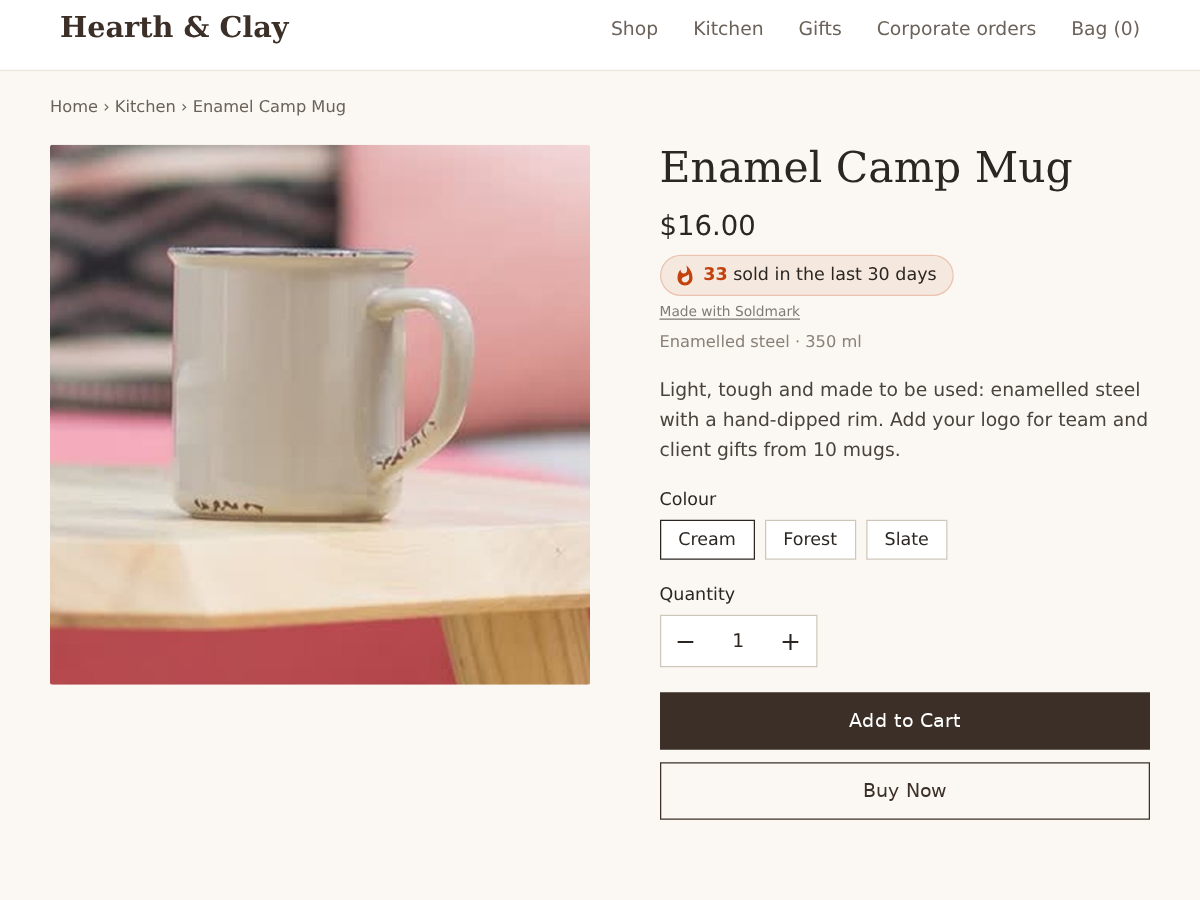 Hearth & Clay
Shop Kitchen Gifts Corporate orders Bag (0)
Home › Kitchen › Enamel Camp Mug
Enamel Camp Mug
$16.00
33 sold in the last 30 days
Made with Soldmark
Enamelled steel · 350 ml
Light, tough and made to be used: enamelled steel
with a hand-dipped rim. Add your logo for team and
client gifts from 10 mugs.
Colour
Cream Forest Slate
Quantity
− 1 +
Add to Cart
Buy Now